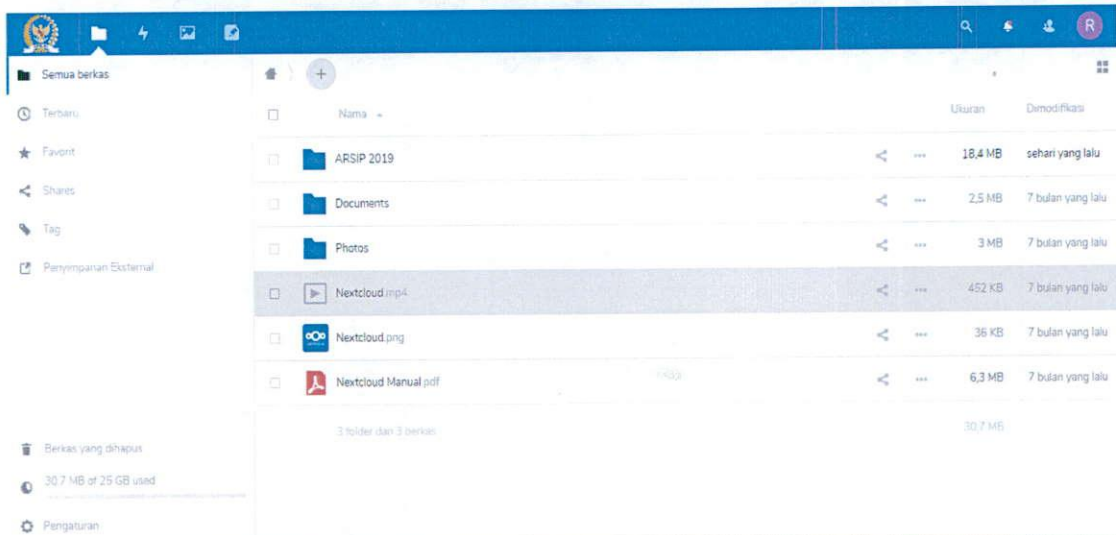 R
Semua berkas
+
Terbaru
Nama
Ukuran
Dimodifikasi
Favorit
ARSIP 2019
18,4 MB
sehari yang lalu
Shares
Documents
2,5 MB
7 bulan yang lalu
Tag
Photos
3 MB
7 bulan yang lalu
Penyimpanan Eksternal
Nextcloud.mp4
452 KB
7 bulan yang lalu
Nextcloud.png
36 KB
7 bulan yang lalu
Nextcloud Manual.pdf
6,3 MB
7 bulan yang lalu
3 folder dan 3 berkas
30,7 MB
Berkas yang dihapus
30.7 MB of 25 GB used
Pengaturan